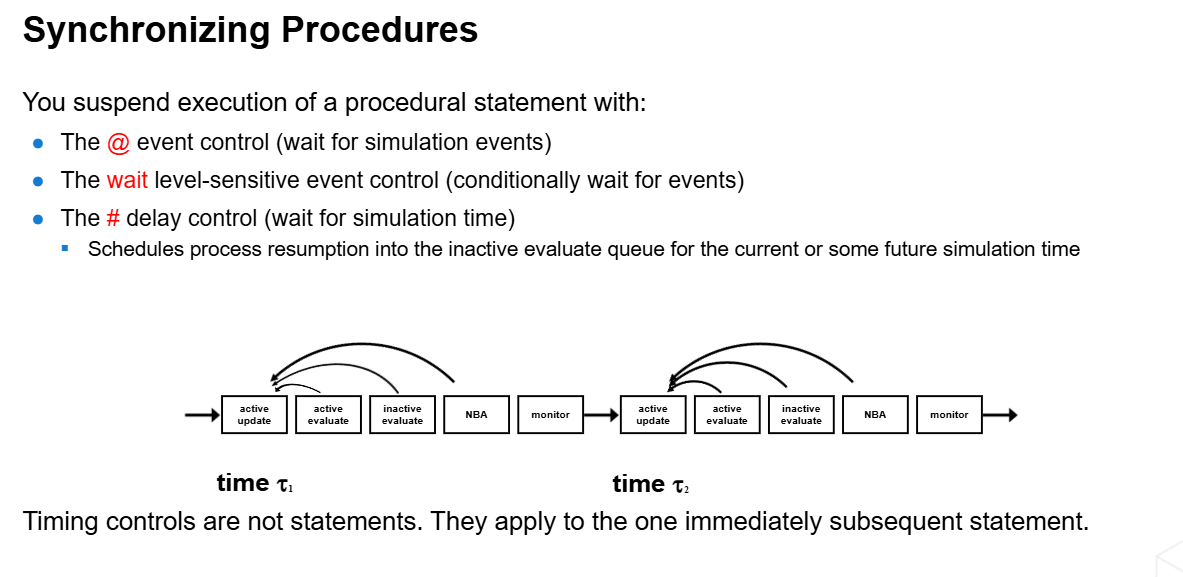 Synchronizing Procedures
You suspend execution of a procedural statement with:
The @ event control (wait for simulation events)
The wait level-sensitive event control (conditionally wait for events)
The # delay control (wait for simulation time)
Schedules process resumption into the inactive evaluate queue for the current or some future simulation time
active update
active evaluate
inactive evaluate
NBA
monitor
active update
active evaluate
inactive evaluate
NBA
monitor
time τ₁
time τ₂
Timing controls are not statements. They apply to the one immediately subsequent statement.